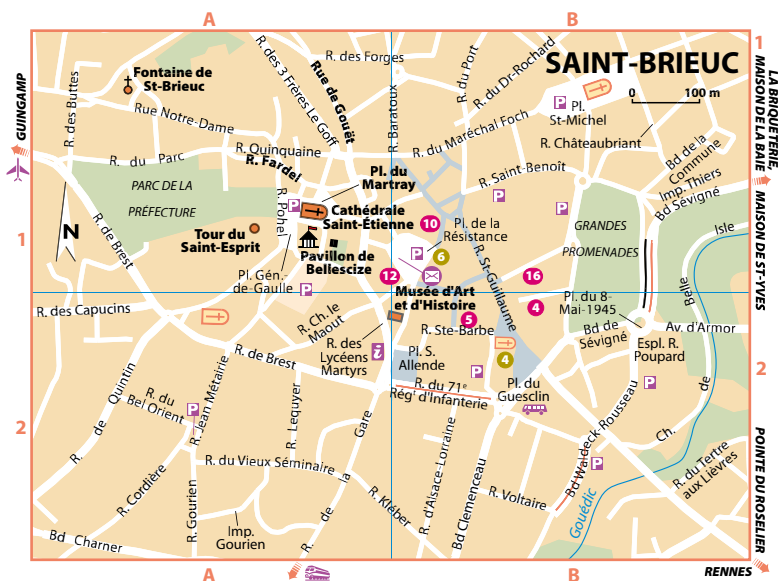 A
B
1
SAINT-BRIEUC
0
100 m
GUINGAMP
LA BRIQUETERIE,
MAISON DE LA BAIE
MAISON DE ST-YVES
R. des Forges
R. du Port
R. du Dr-Rochard
Fontaine de
St-Brieuc
R. des Buttes
R. des 3 Frères Le Goff
Rue de Gouët
R. Baratoux
P
Pl.
St-Michel
Rue Notre-Dame
R. du Maréchal Foch
R. Châteaubriant
R. Quinquaine
R. du Parc
R. Fardel
Pl. du
Martray
R. Saint-Benoît
Bd de la
Commune
Imp. Thiers
Bd Sévigné
PARC DE LA
PRÉFECTURE
R. Pohel
P
Cathédrale
Saint-Étienne
P
P
10
Pl. de la
Résistance
GRANDES
PROMENADES
Isle
N
R. de Brest
Tour du
Saint-Esprit
Pavillon de
Bellescize
P
6
R. St-Guillaume
1
Pl. Gén.
de-Gaulle
P
12
16
Belle
Musée d'Art
et d'Histoire
4
Pl. du 8-
Mai-1945
R. des Capucins
R. Ch. le
Maout
5
R. Ste-Barbe
Bd de
Sévigné
Av. d'Armor
R. des
Lycéens
Martyrs
i
Pl. S.
Allende
4
Espl. R.
Poupard
R. de Brest
P
R. du 71e
Régt d'Infanterie
Pl. du
Guesclin
P
2
de
R. de Quintin
R. du
Bel Orient
P
R. Jean Métairie
R. Lequyer
Gare
Bd Waldeck-Rousseau
Ch.
2
R. du Vieux Séminaire
la
R. d'Alsace-Lorraine
P
R. du Tertre
aux Lièvres
POINTE DU ROSELIER
R. Cordière
R. Gourien
R. Kléber
Bd Clemenceau
R. Voltaire
Gouédic
Imp.
Gourien
de
R.
Bd Charner
A
B
RENNES